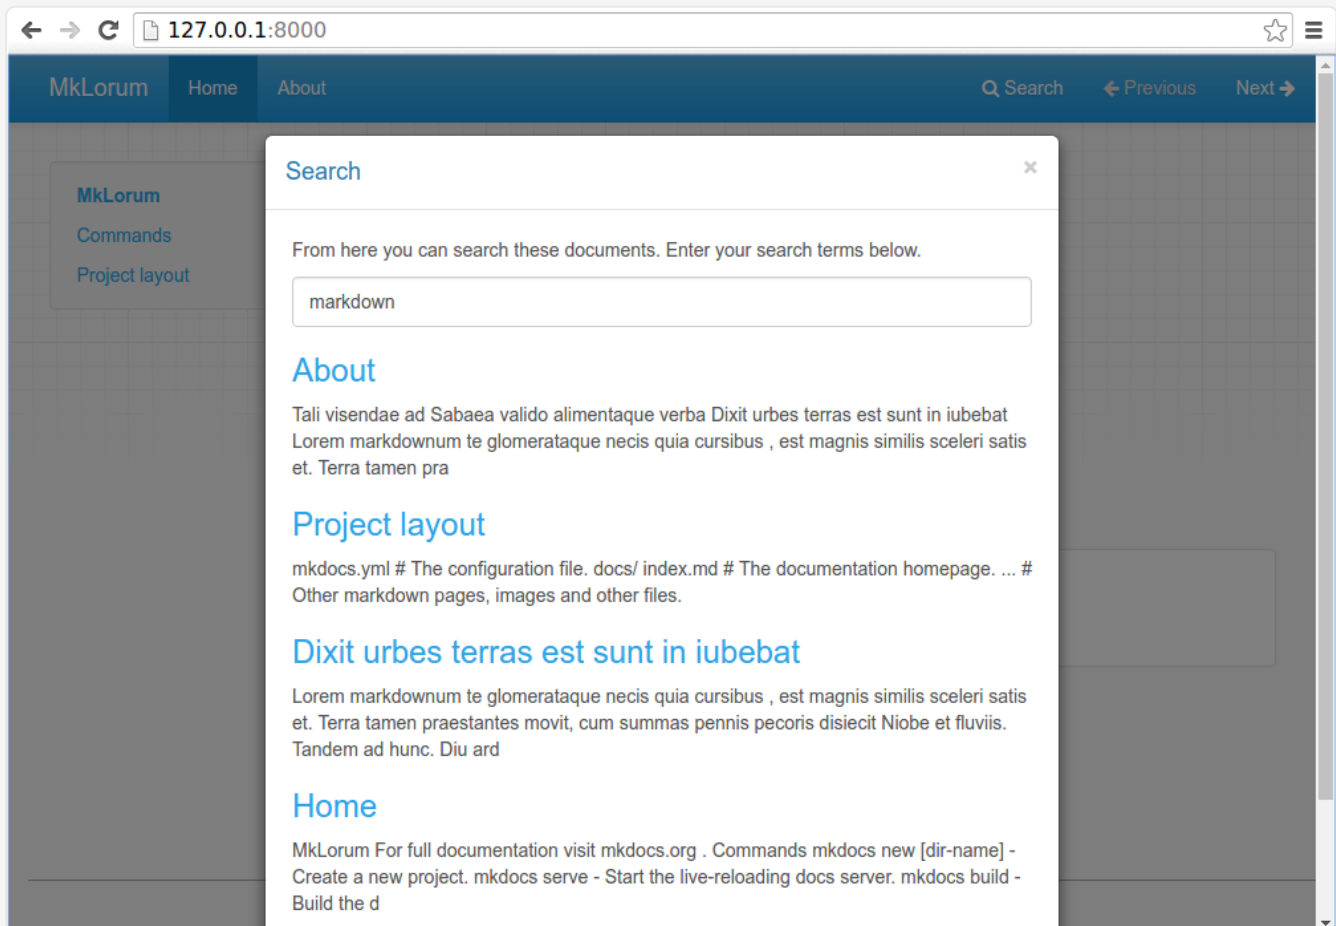 127.0.0.1:8000
MkLorum Home About Search Previous Next
Search ×
MkLorum
Commands
Project layout
From here you can search these documents. Enter your search terms below.
markdown
About
Tali visendae ad Sabaea valido alimentaque verba Dixit urbes terras est sunt in iubebat
Lorem markdownum te glomerataque necis quia cursibus , est magnis similis sceleri satis
et. Terra tamen pra
Project layout
mkdocs.yml # The configuration file. docs/ index.md # The documentation homepage. ... #
Other markdown pages, images and other files.
Dixit urbes terras est sunt in iubebat
Lorem markdownum te glomerataque necis quia cursibus , est magnis similis sceleri satis
et. Terra tamen praestantes movit, cum summas pennis pecoris disiecit Niobe et fluviis.
Tandem ad hunc. Diu ard
Home
MkLorum For full documentation visit mkdocs.org . Commands mkdocs new [dir-name] -
Create a new project. mkdocs serve - Start the live-reloading docs server. mkdocs build -
Build the d